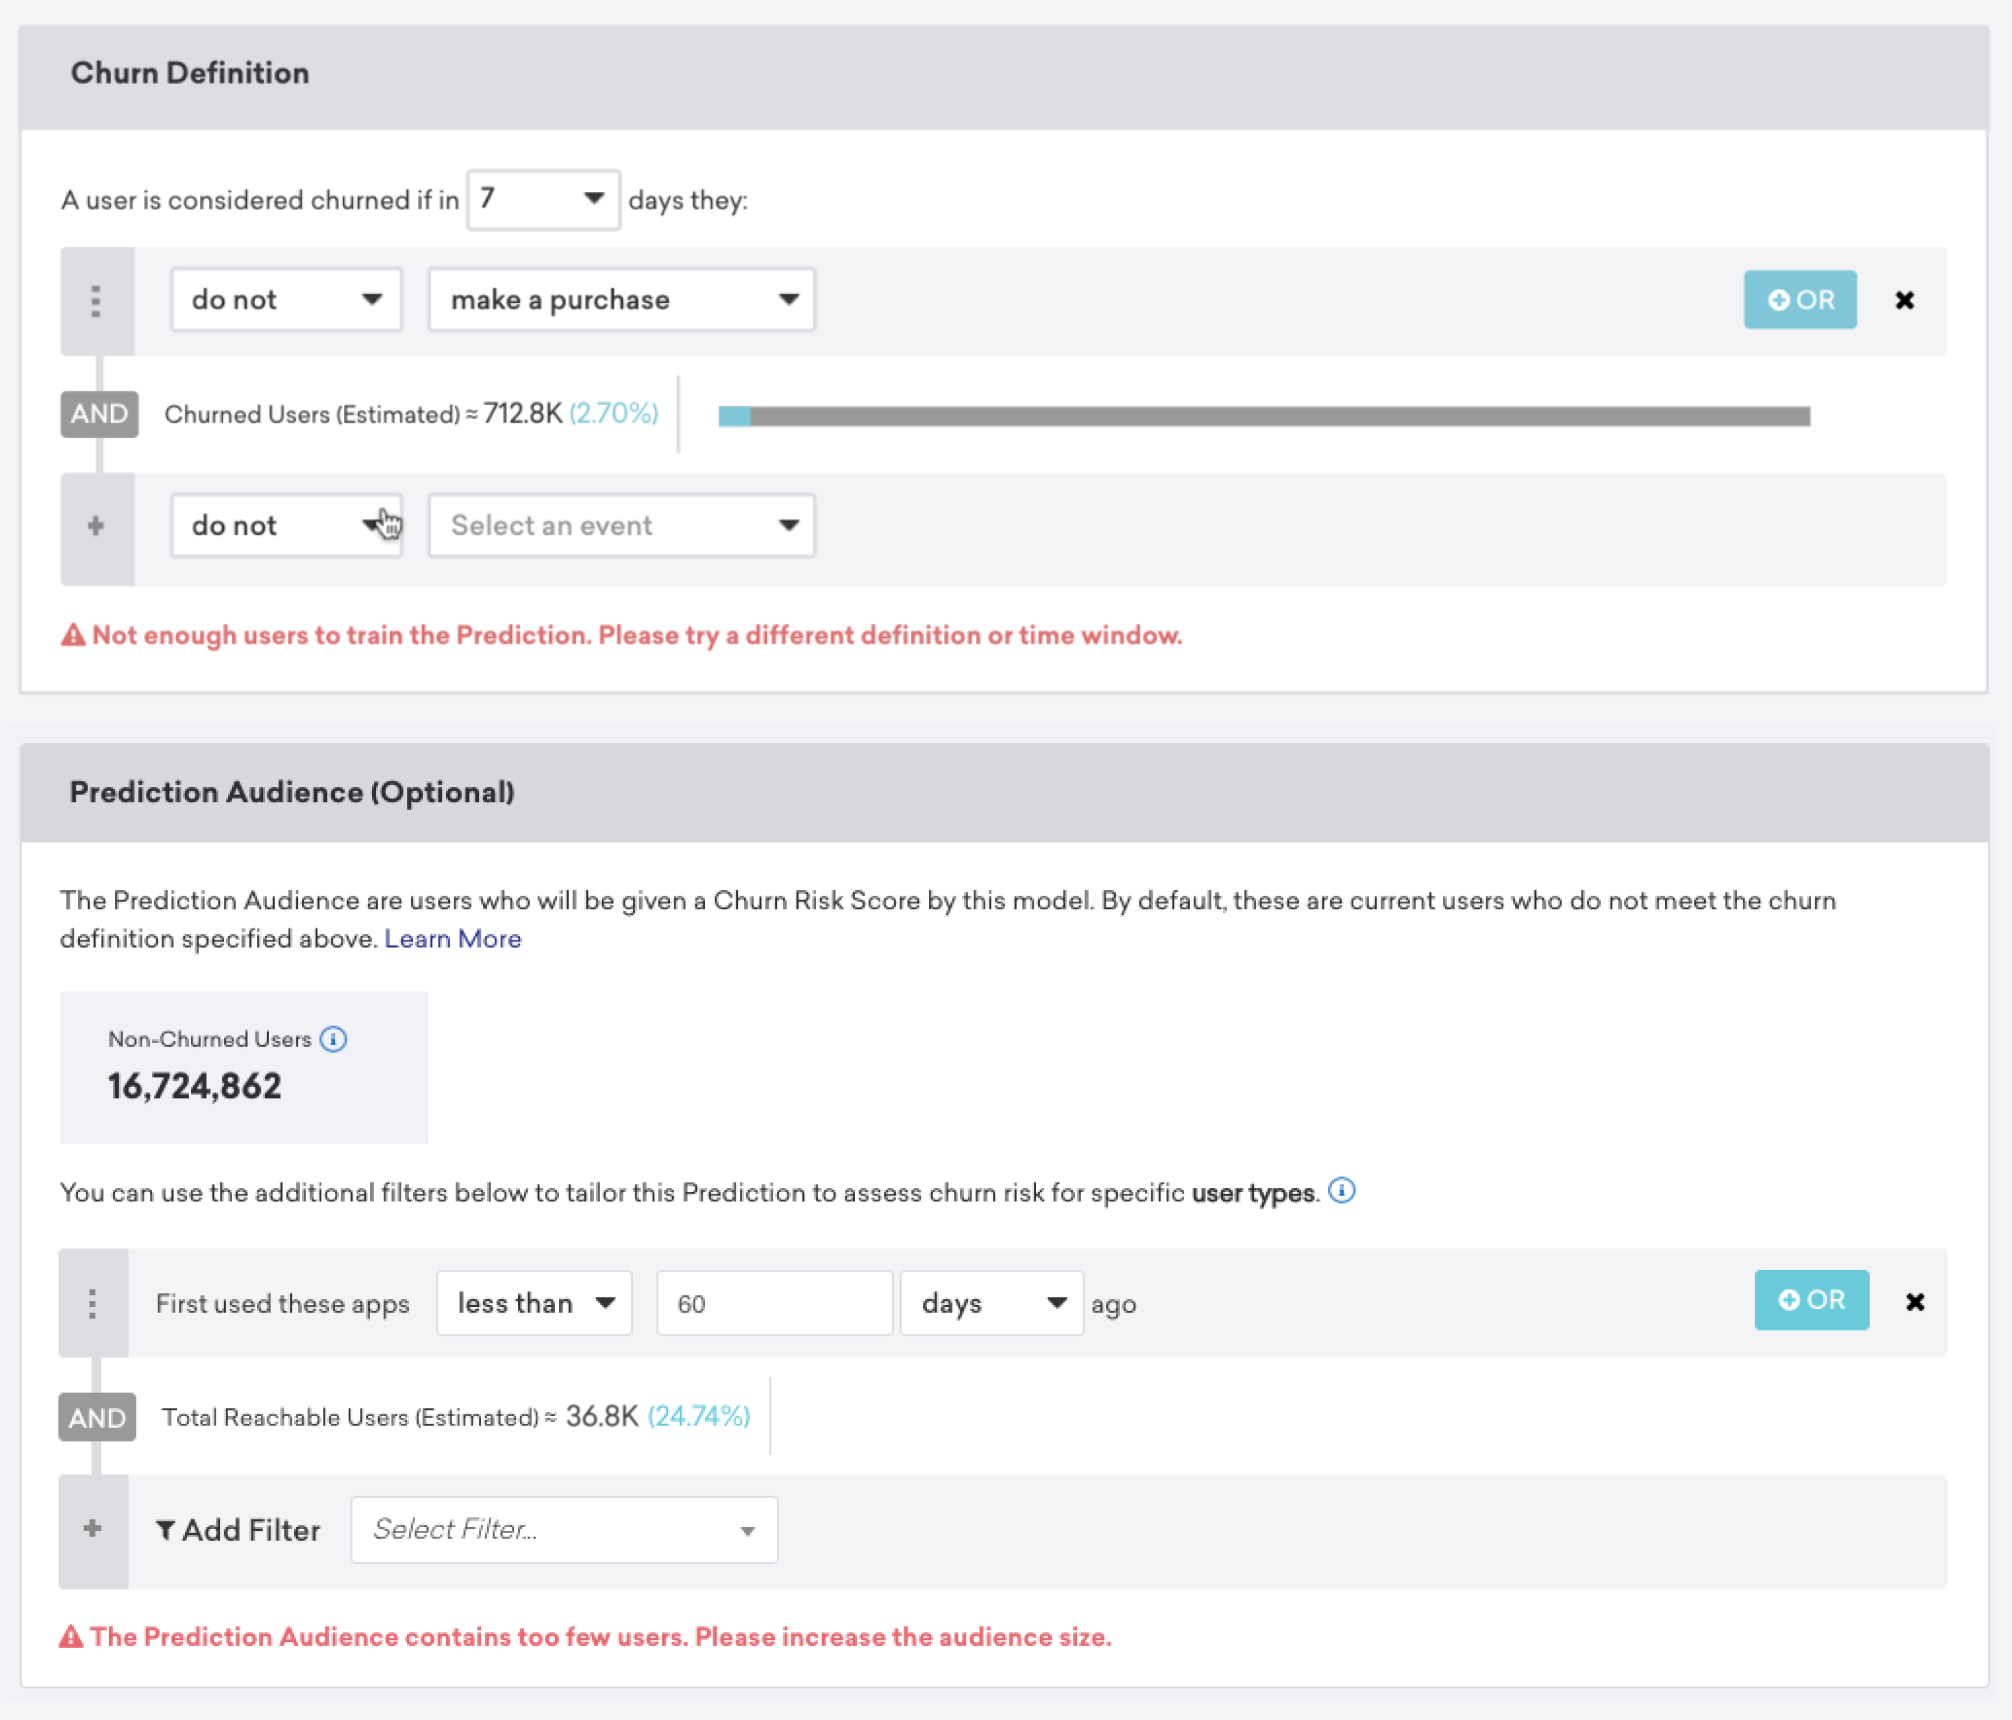 Churn Definition
A user is considered churned if in 7 days they:
do not make a purchase OR
AND Churned Users (Estimated) ≈ 712.8K (2.70%)
do not Select an event
Not enough users to train the Prediction. Please try a different definition or time window.
Prediction Audience (Optional)
The Prediction Audience are users who will be given a Churn Risk Score by this model. By default, these are current users who do not meet the churn
definition specified above. Learn More
Non-Churned Users
16,724,862
You can use the additional filters below to tailor this Prediction to assess churn risk for specific user types.
First used these apps less than 60 days ago OR
AND Total Reachable Users (Estimated) ≈ 36.8K (24.74%)
Add Filter Select Filter...
The Prediction Audience contains too few users. Please increase the audience size.